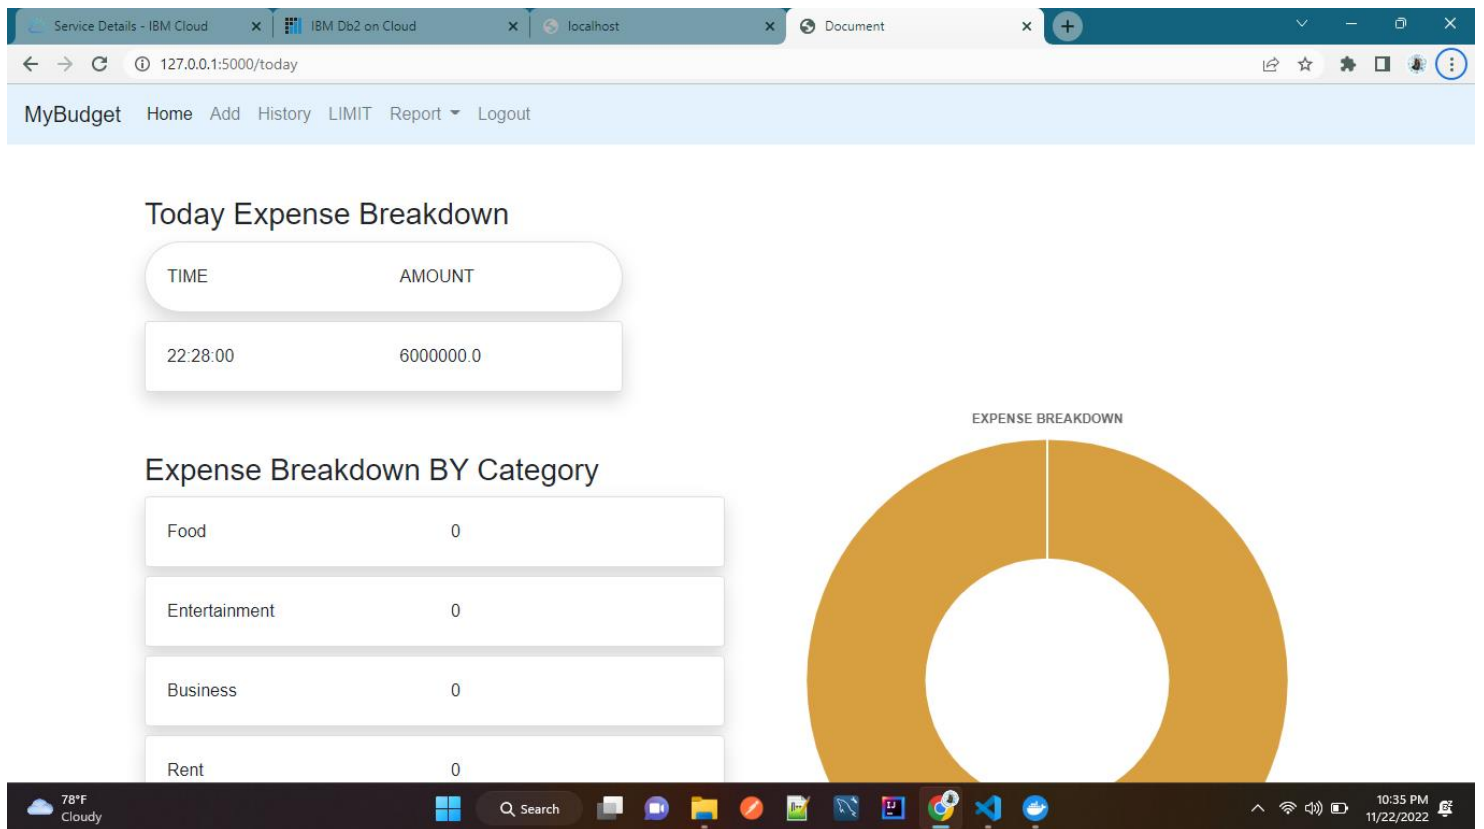 Service Details - IBM Cloud
IBM Db2 on Cloud
localhost
Document
127.0.0.1:5000/today
MyBudget Home Add History LIMIT Report Logout
Today Expense Breakdown
TIME AMOUNT
22:28:00 6000000.0
EXPENSE BREAKDOWN
Expense Breakdown BY Category
Food 0
Entertainment 0
Business 0
Rent 0
78°F
Cloudy
Search
10:35 PM
11/22/2022